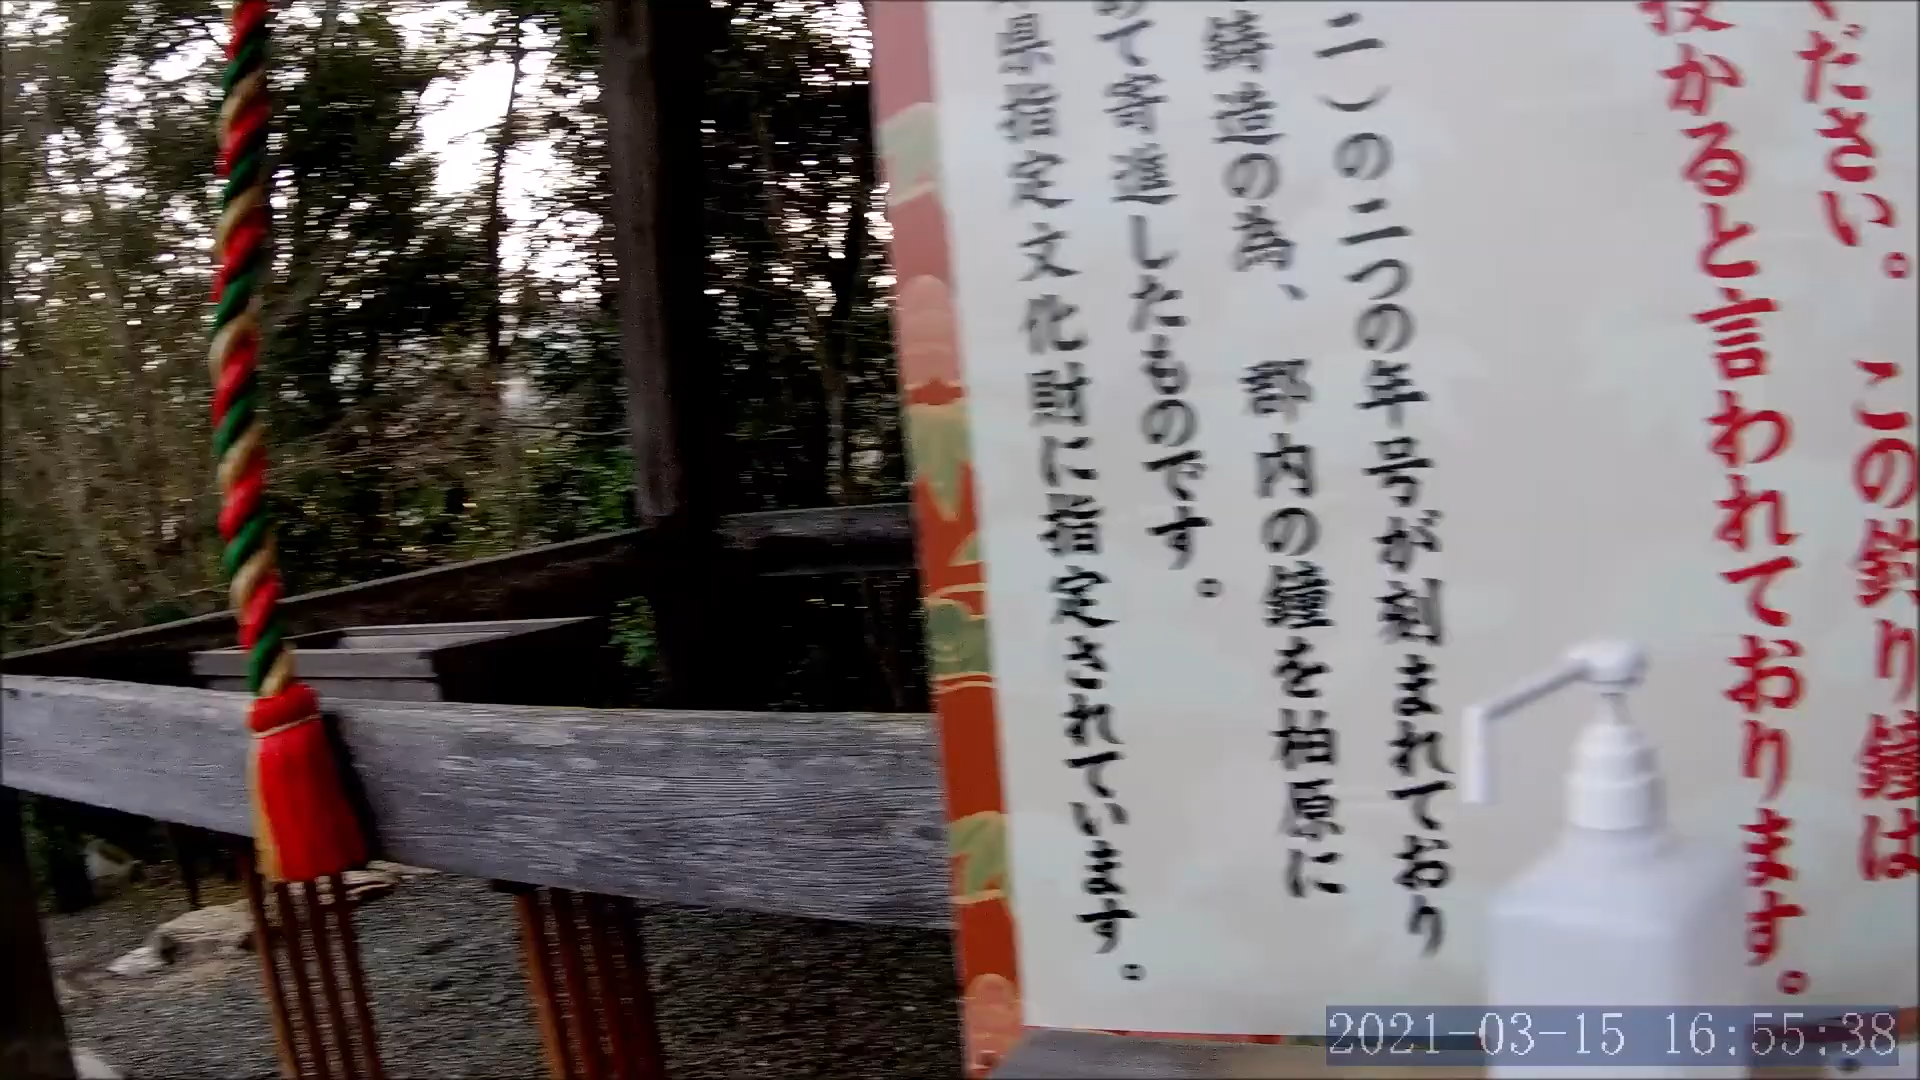 ください。この釣り鐘は
授かると言われております。
二)の二つの年号が刻まれており
鋳造の為、郡内の鐘を柏原に
めて寄進したものです。
県指定文化財に指定されています。
2021-03-15 16:55:38